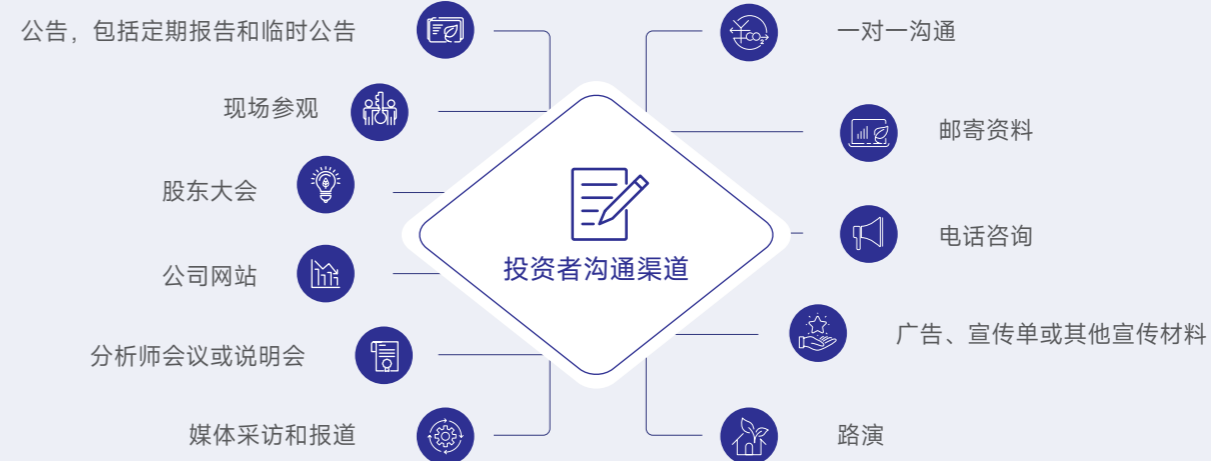 公告，包括定期报告和临时公告
现场参观
股东大会
公司网站
分析师会议或说明会
媒体采访和报道
投资者沟通渠道
一对一沟通
邮寄资料
电话咨询
广告、宣传单或其他宣传材料
路演
CO₂